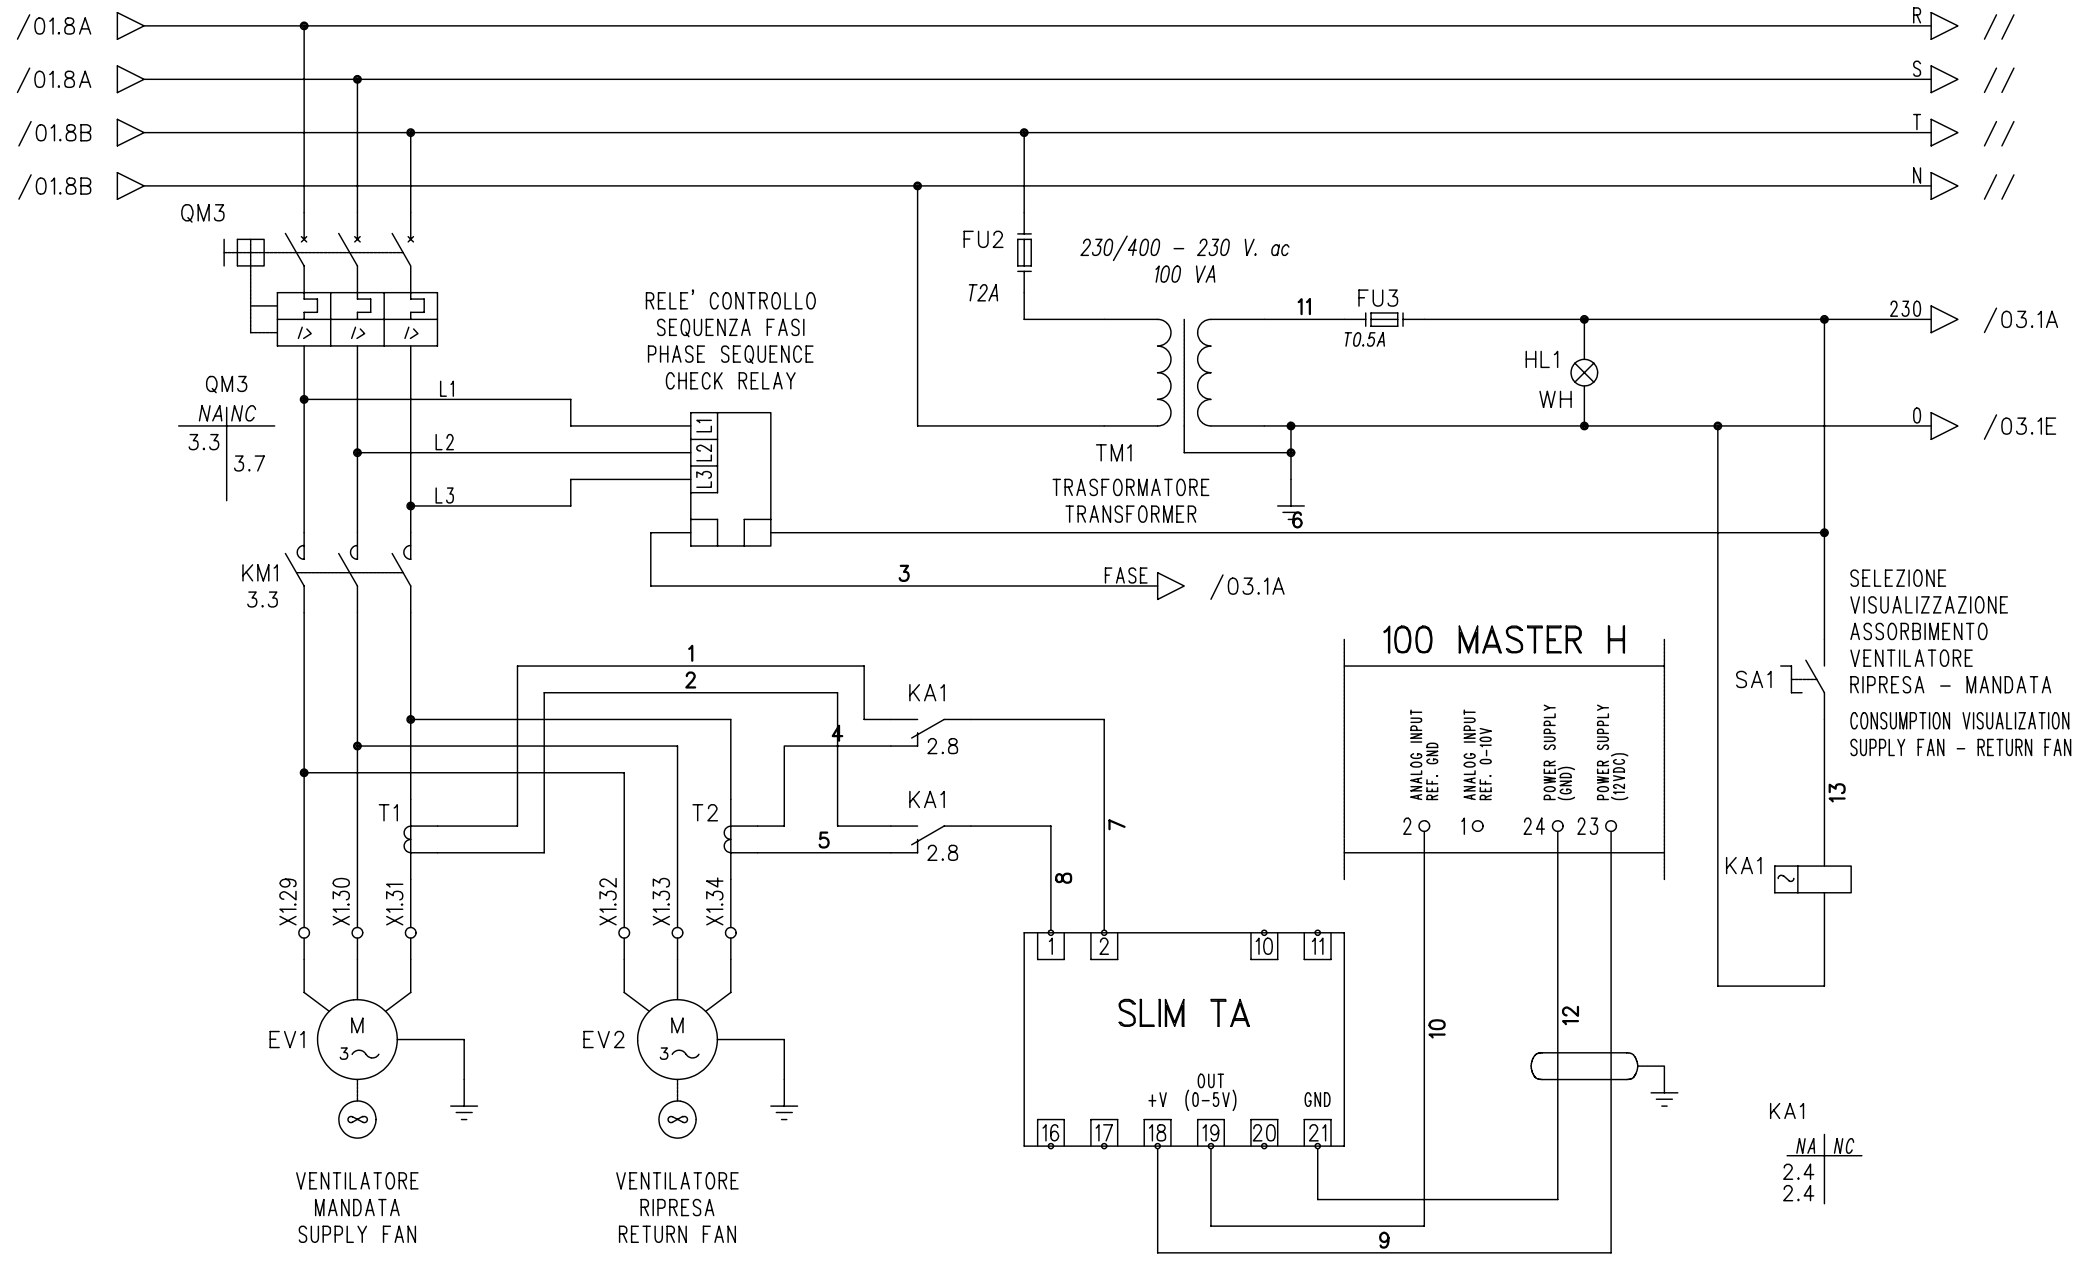 /01.8A
R
//
/01.8A
S
//
/01.8B
T
//
/01.8B
N
//
QM3
I>
I>
I>
QM3
NA NC
3.3
3.7
L1
L2
L3
RELE' CONTROLLO
SEQUENZA FASI
PHASE SEQUENCE
CHECK RELAY
L1
L2
L3
FU2
T2A
230/400 - 230 V. ac
100 VA
TM1
TRASFORMATORE
TRANSFORMER
11
FU3
T0.5A
HL1
WH
230
/03.1A
0
/03.1E
6
3
FASE
/03.1A
KM1
3.3
1
2
KA1
4
2.8
KA1
5
2.8
7
8
T1
T2
X1.29
X1.30
X1.31
X1.32
X1.33
X1.34
EV1
M
3
EV2
M
3
VENTILATORE
MANDATA
SUPPLY FAN
VENTILATORE
RIPRESA
RETURN FAN
100 MASTER H
ANALOG INPUT
REF. GND
ANALOG INPUT
REF. 0-10V
POWER SUPPLY
(GND)
POWER SUPPLY
(12VDC)
2
1
24
23
1
2
10
11
SLIM TA
+V
OUT
(0-5V)
GND
16
17
18
19
20
21
10
12
9
SELEZIONE
VISUALIZZAZIONE
ASSORBIMENTO
VENTILATORE
RIPRESA - MANDATA
CONSUMPTION VISUALIZATION
SUPPLY FAN - RETURN FAN
SA1
13
KA1
KA1
NA NC
2.4
2.4